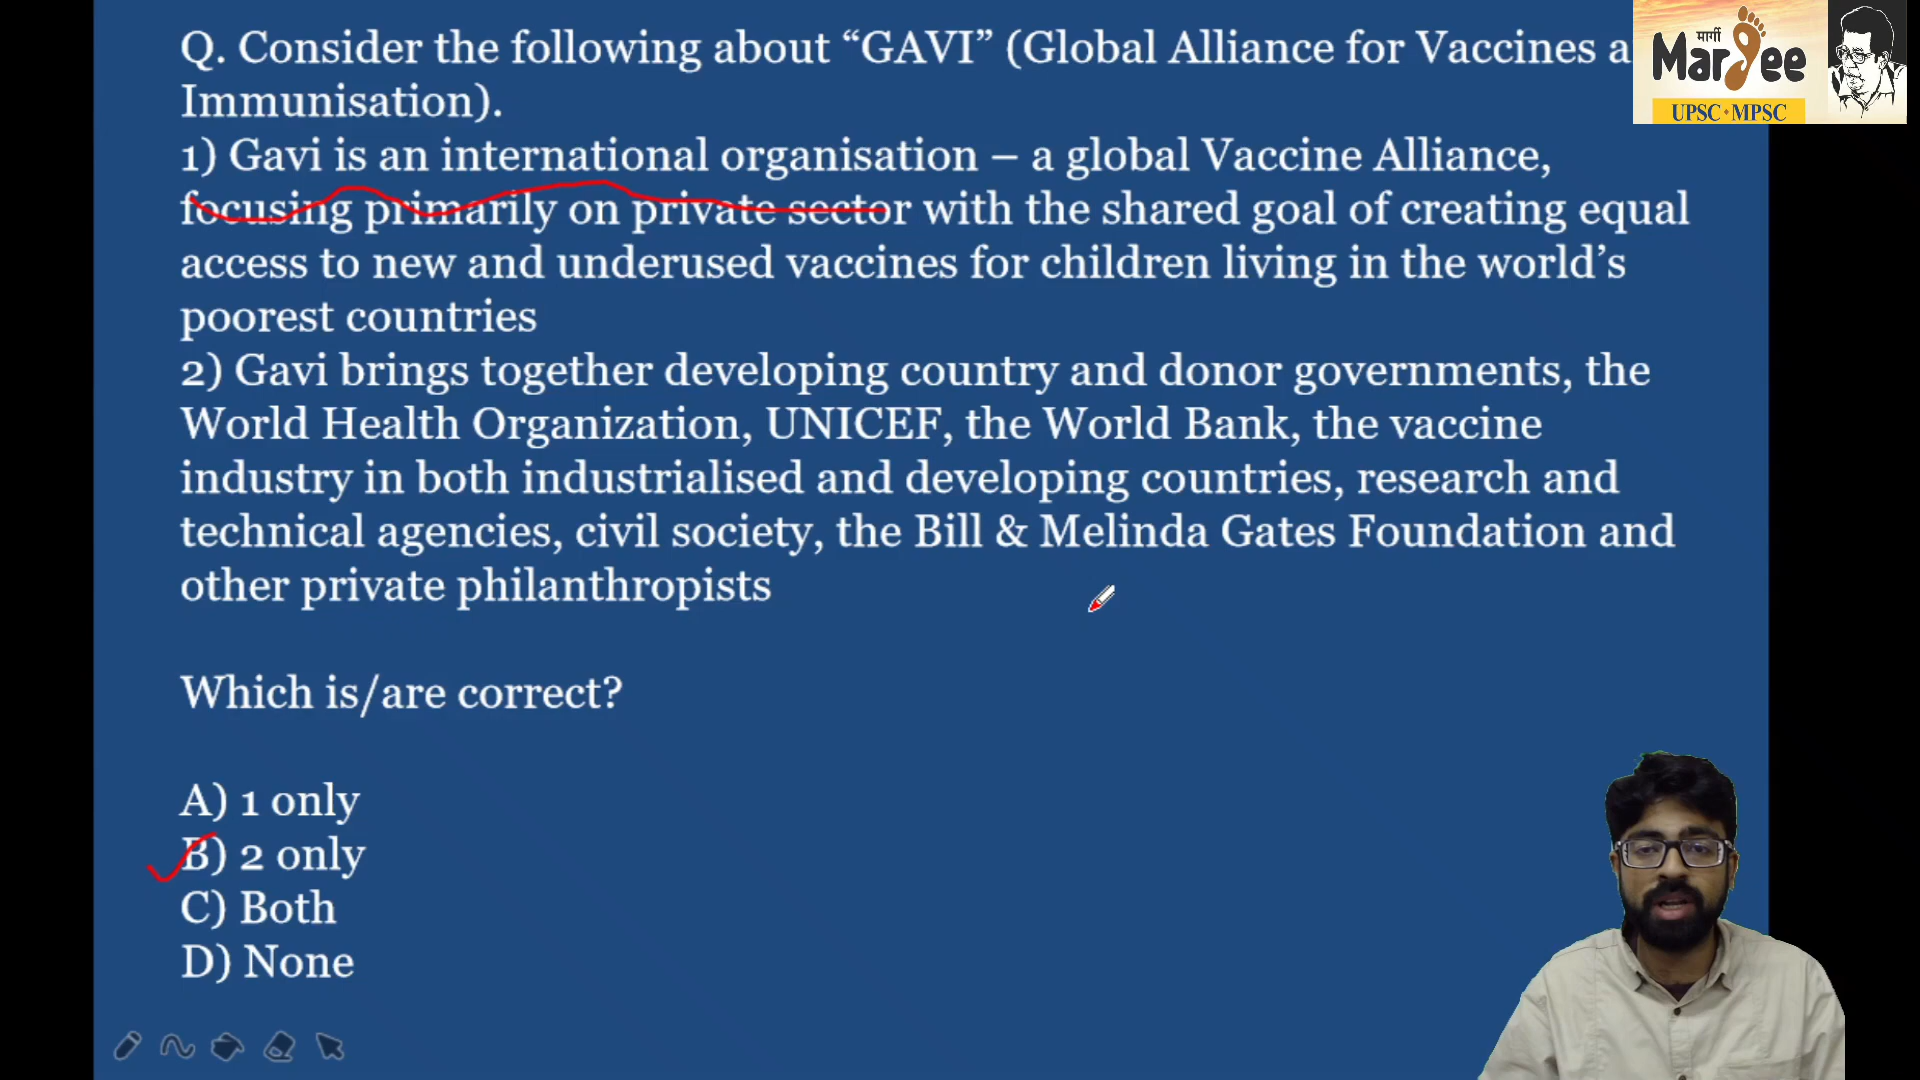 Q. Consider the following about “GAVI” (Global Alliance for Vaccines a
Immunisation).
1) Gavi is an international organisation – a global Vaccine Alliance,
focusing primarily on private sector with the shared goal of creating equal
access to new and underused vaccines for children living in the world’s
poorest countries
2) Gavi brings together developing country and donor governments, the
World Health Organization, UNICEF, the World Bank, the vaccine
industry in both industrialised and developing countries, research and
technical agencies, civil society, the Bill & Melinda Gates Foundation and
other private philanthropists
Which is/are correct?
A) 1 only
B) 2 only
C) Both
D) None
मार्गी
Margee
UPSC • MPSC